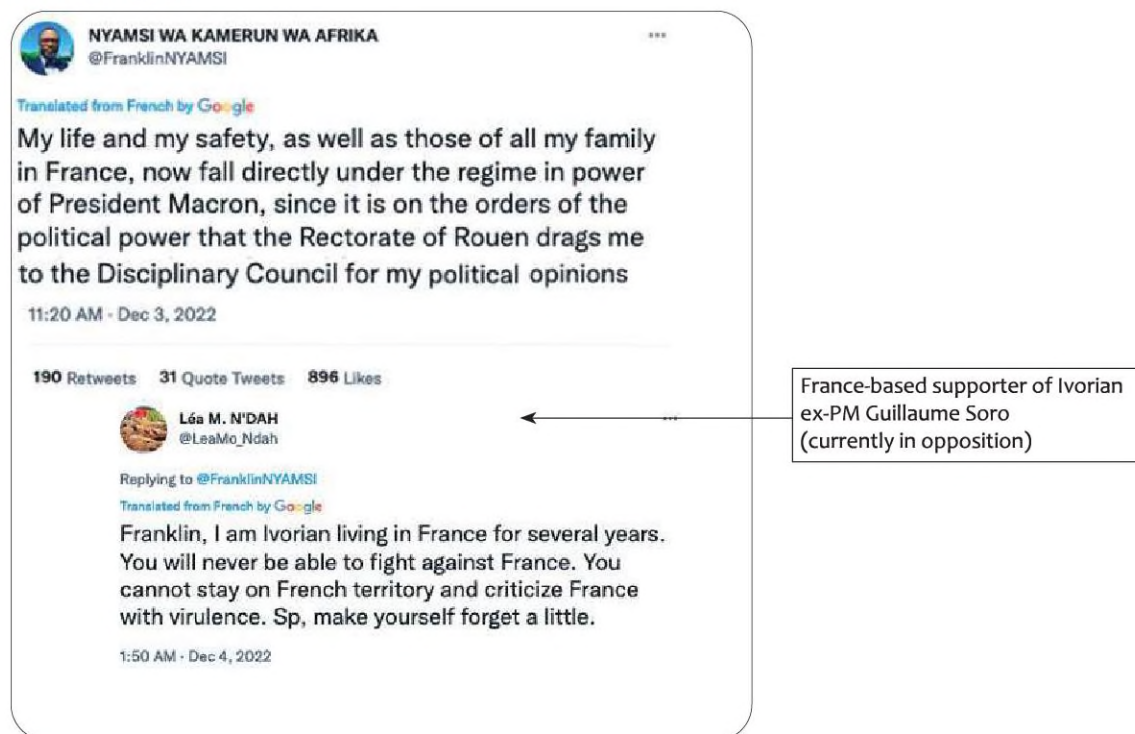 NYAMSI WA KAMERUN WA AFRIKA
@FranklinNYAMSI
Translated from French by Google
My life and my safety, as well as those of all my family
in France, now fall directly under the regime in power
of President Macron, since it is on the orders of the
political power that the Rectorate of Rouen drags me
to the Disciplinary Council for my political opinions
11:20 AM · Dec 3, 2022
190 Retweets 31 Quote Tweets 896 Likes
Léa M. N'DAH
@LeaMo_Ndah
Replying to @FranklinNYAMSI
Translated from French by Google
Franklin, I am Ivorian living in France for several years.
You will never be able to fight against France. You
cannot stay on French territory and criticize France
with virulence. Sp, make yourself forget a little.
1:50 AM · Dec 4, 2022
France-based supporter of Ivorian
ex-PM Guillaume Soro
(currently in opposition)